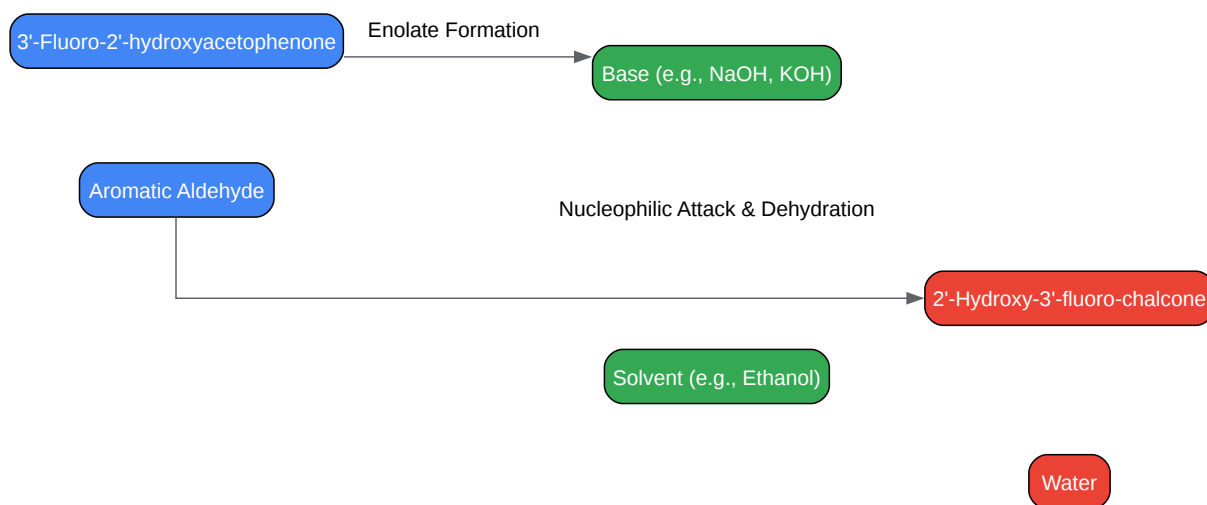 3'-Fluoro-2'-hydroxyacetophenone
Enolate Formation
Base (e.g., NaOH, KOH)
Aromatic Aldehyde
Nucleophilic Attack & Dehydration
2'-Hydroxy-3'-fluoro-chalcone
Solvent (e.g., Ethanol)
Water